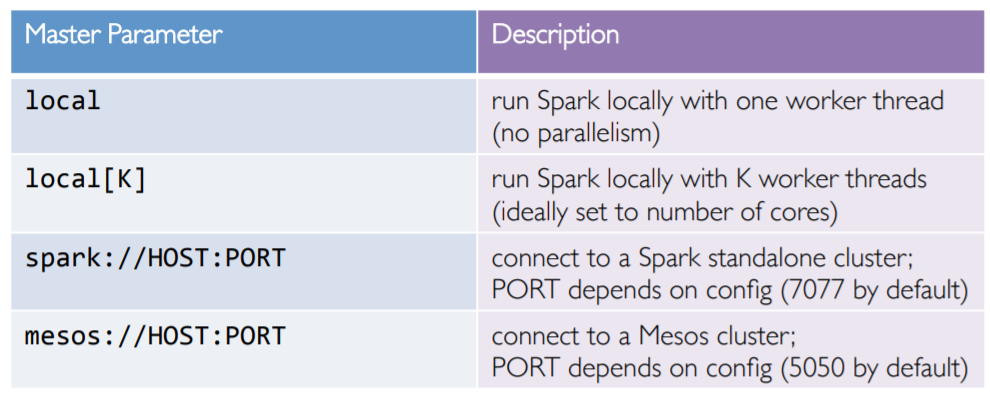 Master Parameter
Description
local
run Spark locally with one worker thread
(no parallelism)
local[K]
run Spark locally with K worker threads
(ideally set to number of cores)
spark://HOST:PORT
connect to a Spark standalone cluster;
PORT depends on config (7077 by default)
mesos://HOST:PORT
connect to a Mesos cluster;
PORT depends on config (5050 by default)